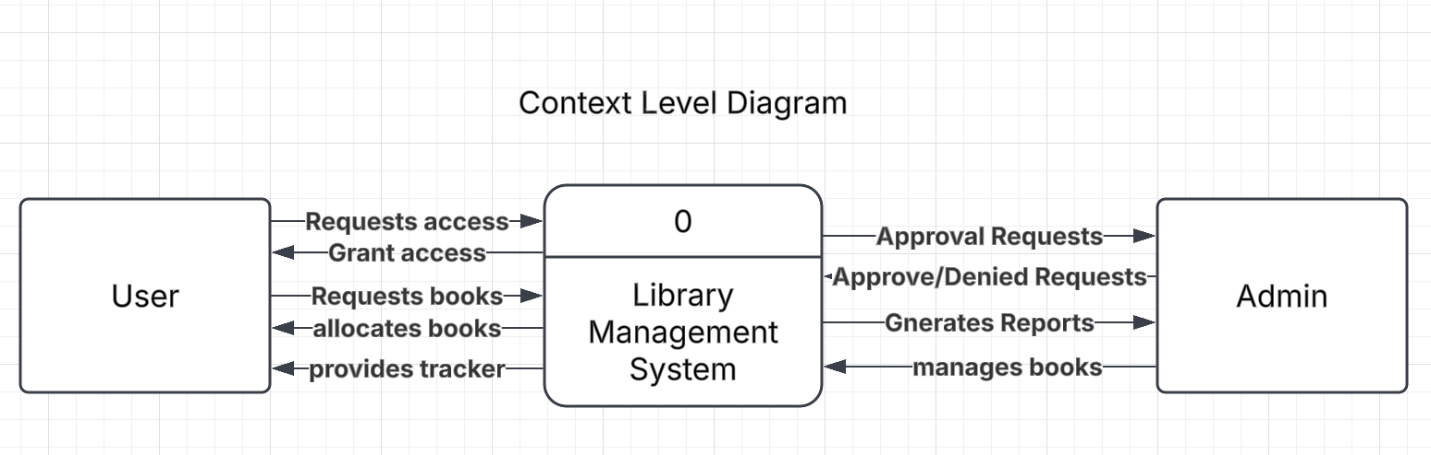 Context Level Diagram
User
Requests access
Grant access
Requests books
allocates books
provides tracker
0
Library
Management
System
Approval Requests
Approve/Denied Requests
Gnerates Reports
manages books
Admin